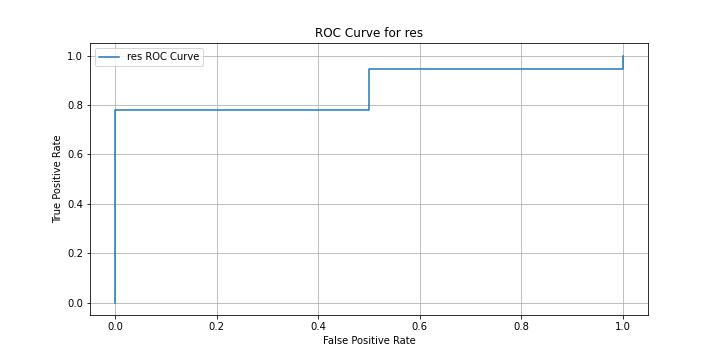 ROC Curve for res
res ROC Curve
True Positive Rate
1.0
0.8
0.6
0.4
0.2
0.0
0.0 0.2 0.4 0.6 0.8 1.0
False Positive Rate